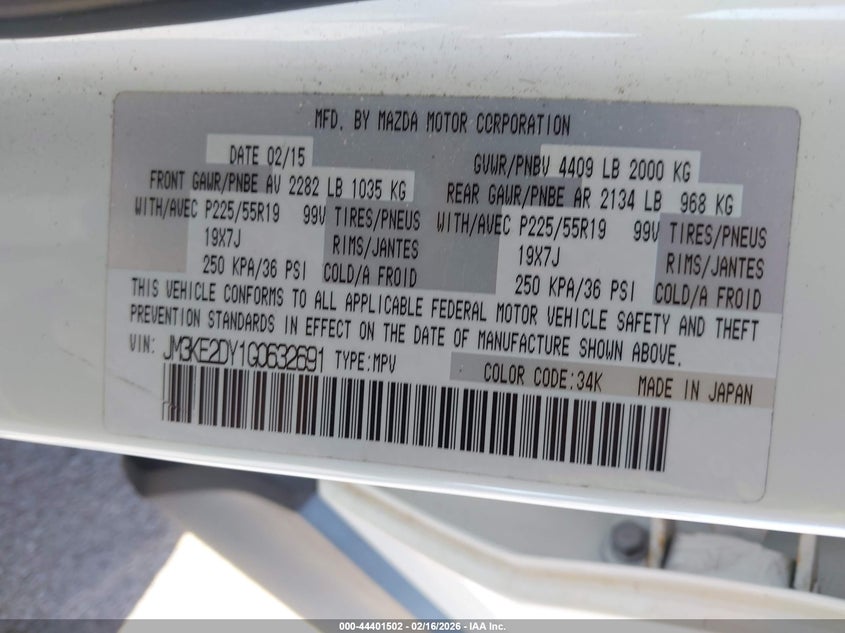 MFD. BY MAZDA MOTOR CORPORATION
DATE 02/15 GVWR/PNBV 4409 LB 2000 KG
FRONT GAWR/PNBE AV 2282 LB 1035 KG REAR GAWR/PNBE AR 2134 LB 968 KG
WITH/AVEC P225/55R19 99V TIRES/PNEUS WITH/AVEC P225/55R19 99V TIRES/PNEUS
19X7J RIMS/JANTES 19X7J RIMS/JANTES
250 KPA/36 PSI COLD/A FROID 250 KPA/36 PSI COLD/A FROID
THIS VEHICLE CONFORMS TO ALL APPLICABLE FEDERAL MOTOR VEHICLE SAFETY AND THEFT
PREVENTION STANDARDS IN EFFECT ON THE DATE OF MANUFACTURE SHOWN ABOVE.
VIN: JM3KE2DY1G0632691 TYPE:MPV
COLOR CODE:34K MADE IN JAPAN
000-44401502 - 02/16/2026 - IAA Inc.